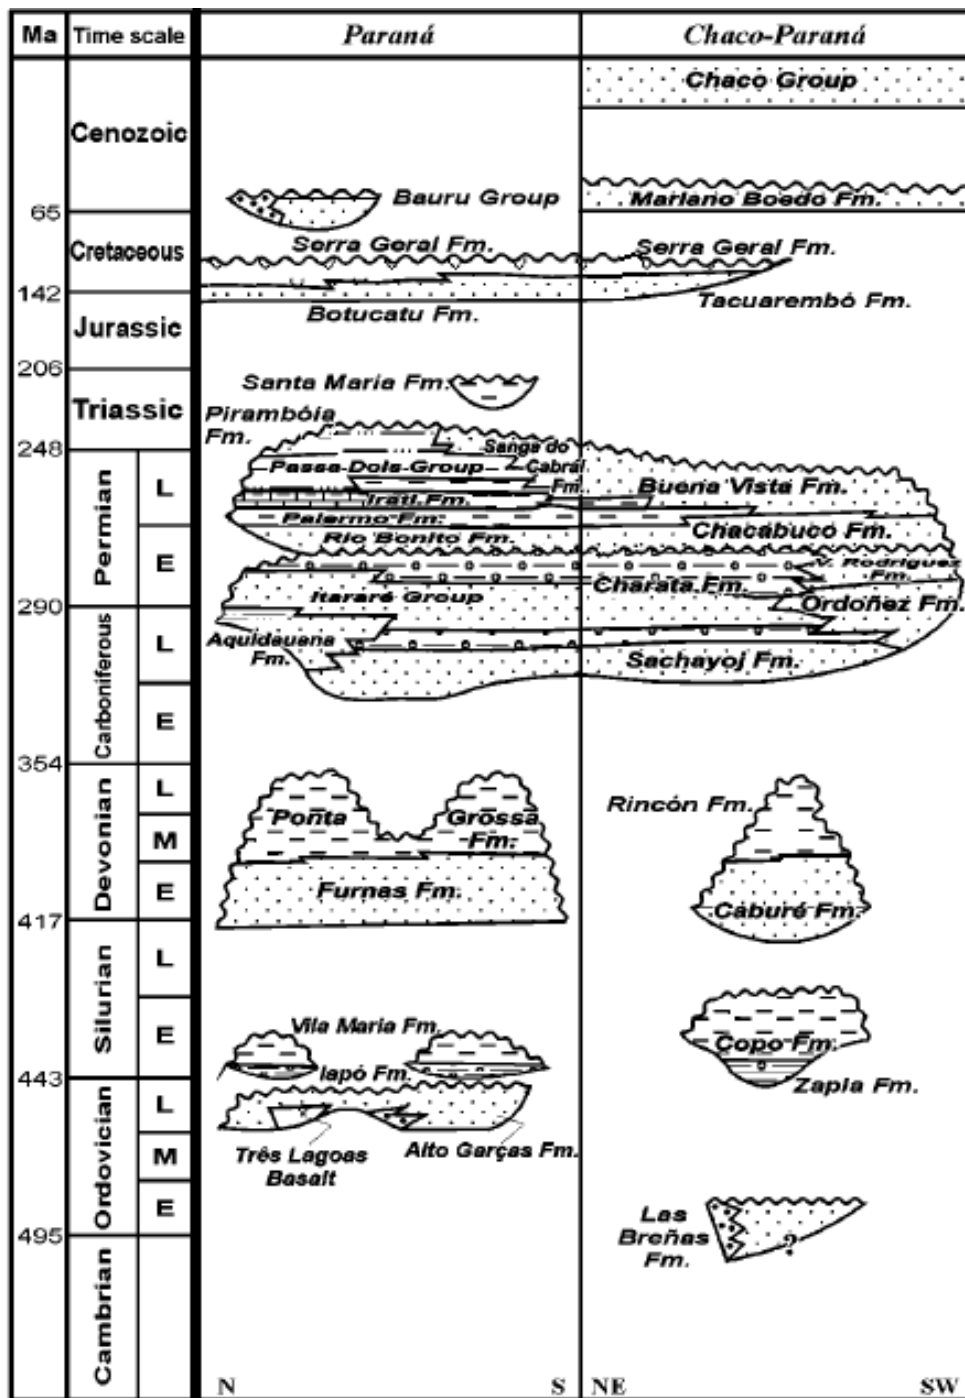 Ma Time scale Paraná Chaco-Paraná
Chaco Group
Cenozoic
Bauru Group
Mariano Boedo Fm.
65
Cretaceous
Serra Geral Fm.
Serra Geral Fm.
142
Botucatu Fm.
Tacuarembó Fm.
Jurassic
206
Triassic
Santa Maria Fm.
Pirambóia
Fm.
248
Sanga do
Cabral
Fm.
Passa Dois Group
Irati Fm.
Palermo Fm.
Rio Bonito Fm.
Buena Vista Fm.
Chacabuco Fm.
Permian
L
E
V. Rodriguez
Fm.
Charata Fm.
Itararé Group
Ordoñez Fm.
290
Carboniferous
L
E
Aquidauana
Fm.
Sachayoj Fm.
354
Devonian
L
M
E
Ponta
Grossa
Fm.
Rincón Fm.
Furnas Fm.
Caburé Fm.
417
Silurian
L
E
Vila Maria Fm.
Iapó Fm.
Copo Fm.
Zapla Fm.
443
Ordovician
L
M
E
Três Lagoas
Basalt
Alto Garças Fm.
Las
Breñas
Fm.
?
495
Cambrian
N S NE SW